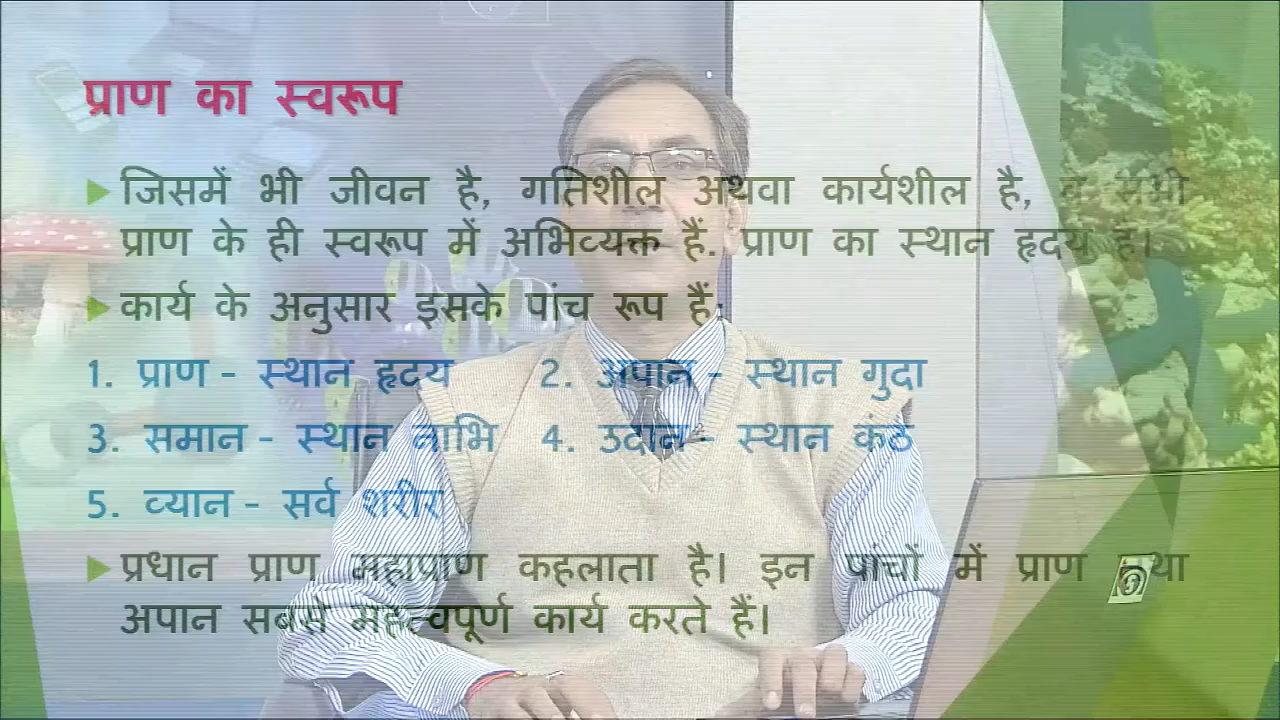 प्राण का स्वरूप
जिसमें भी जीवन है, गतिशील अथवा कार्यशील है, वे सभी
प्राण के ही स्वरूप में अभिव्यक्त हैं. प्राण का स्थान हृदय है।
कार्य के अनुसार इसके पांच रूप हैं:
1. प्राण - स्थान हृदय 2. अपान - स्थान गुदा
3. समान - स्थान नाभि 4. उदान - स्थान कंठ
5. व्यान - सर्व शरीर
प्रधान प्राण महाप्राण कहलाता है। इन पांचों में प्राण तथा
अपान सबसे महत्वपूर्ण कार्य करते हैं।